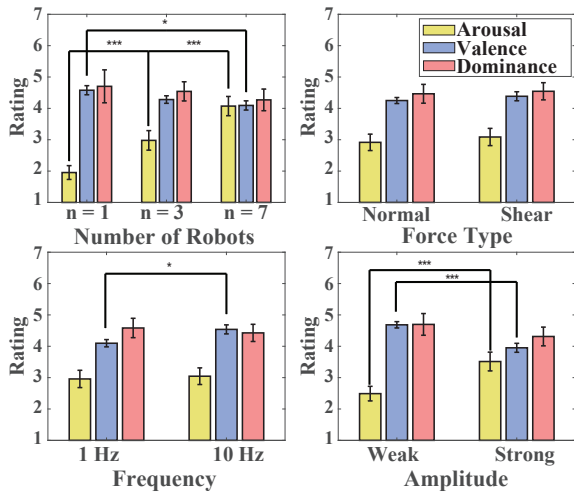 7
6
5
4
3
2
1
Rating
*
***
***
n = 1
n = 3
n = 7
Number of Robots
7
6
5
4
3
2
1
Rating
Arousal
Valence
Dominance
Normal
Shear
Force Type
7
6
5
4
3
2
1
Rating
*
1 Hz
10 Hz
Frequency
7
6
5
4
3
2
1
Rating
***
***
Weak
Strong
Amplitude